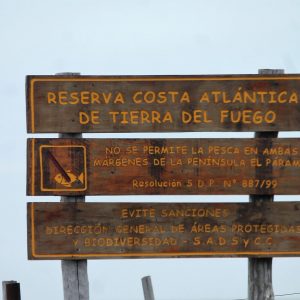 RESERVA COSTA ATLÁNTICA
DE TIERRA DEL FUEGO
NO SE PERMITE LA PESCA EN AMBAS
MÁRGENES DE LA PENÍNSULA EL PÁRAMO
Resolución S.D.P. N° 887/99
EVITE SANCIONES
DIRECCIÓN GENERAL DE ÁREAS PROTEGIDAS
Y BIODIVERSIDAD - S.A.D.S y C.C.